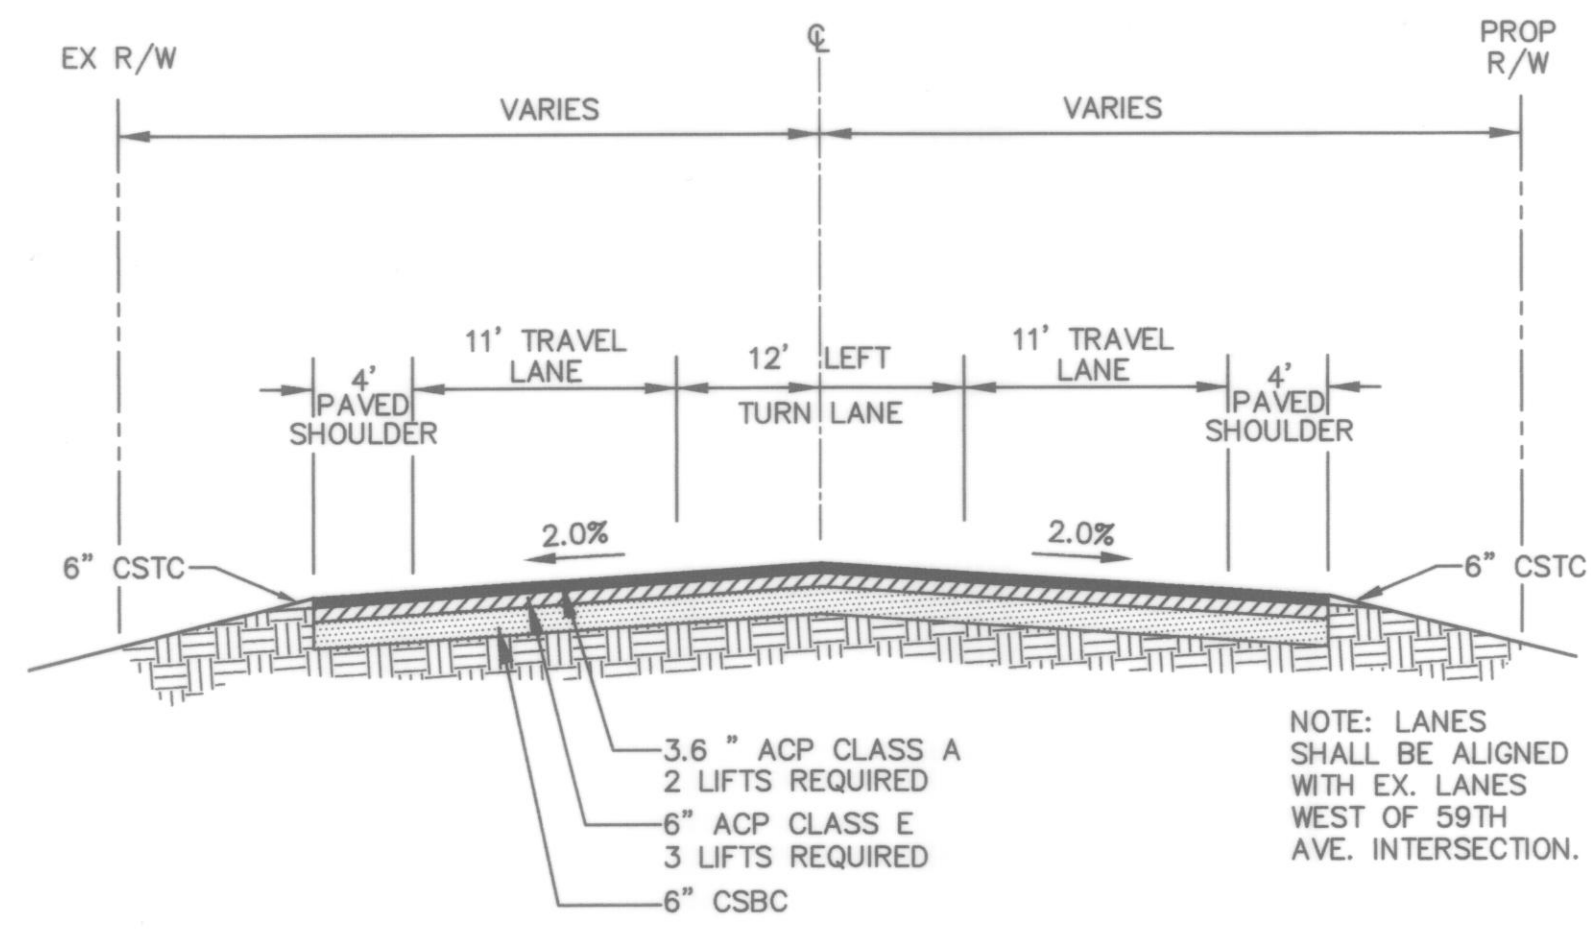 EX R/W
℄
PROP
R/W
VARIES
VARIES
4'
PAVED
SHOULDER
11' TRAVEL
LANE
12' LEFT
TURN LANE
11' TRAVEL
LANE
4'
PAVED
SHOULDER
2.0%
2.0%
6" CSTC
6" CSTC
3.6 " ACP CLASS A
2 LIFTS REQUIRED
6" ACP CLASS E
3 LIFTS REQUIRED
6" CSBC
NOTE: LANES
SHALL BE ALIGNED
WITH EX. LANES
WEST OF 59TH
AVE. INTERSECTION.